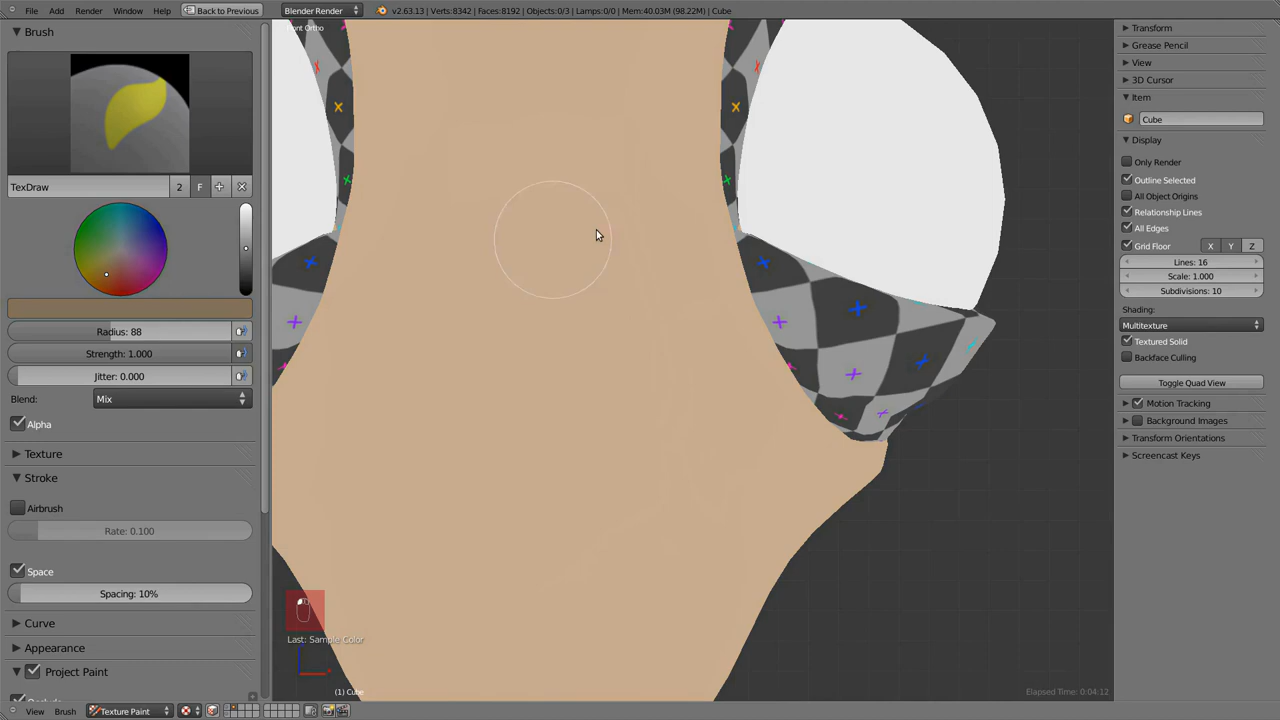 File Add Render Window Help Back to Previous Blender Render v2.63.13 | Verts:8342 | Faces:8192 | Objects:0/3 | Lamps:0/0 | Mem:40.03M (98.22M) | Cube
Brush
TexDraw 2 F
Radius: 88
Strength: 1.000
Jitter: 0.000
Blend: Mix
Alpha
Texture
Stroke
Airbrush
Rate: 0.100
Space
Spacing: 10%
Curve
Appearance
Project Paint
Front Ortho
Last: Sample Color
(1) Cube
Elapsed Time: 0:04:12
Transform
Grease Pencil
View
3D Cursor
Item
Cube
Display
Only Render
Outline Selected
All Object Origins
Relationship Lines
All Edges
Grid Floor X Y Z
Lines: 16
Scale: 1.000
Subdivisions: 10
Shading:
Multitexture
Textured Solid
Backface Culling
Toggle Quad View
Motion Tracking
Background Images
Transform Orientations
Screencast Keys
View Brush Texture Paint